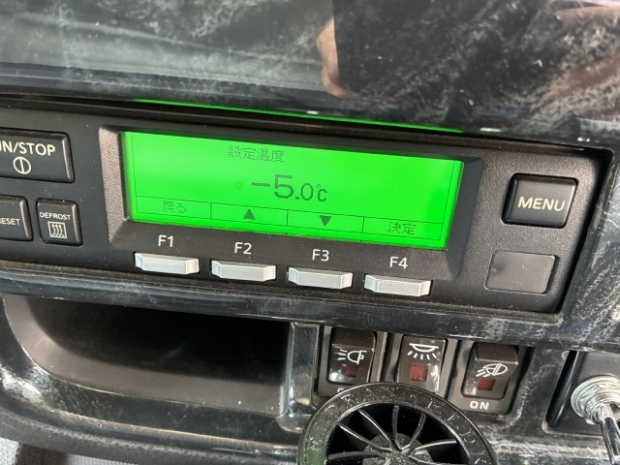 UN/STOP
RESET
DEFROST
設定温度
-5.0℃
戻る ▲ ▼ 決定
F1 F2 F3 F4
MENU
ON